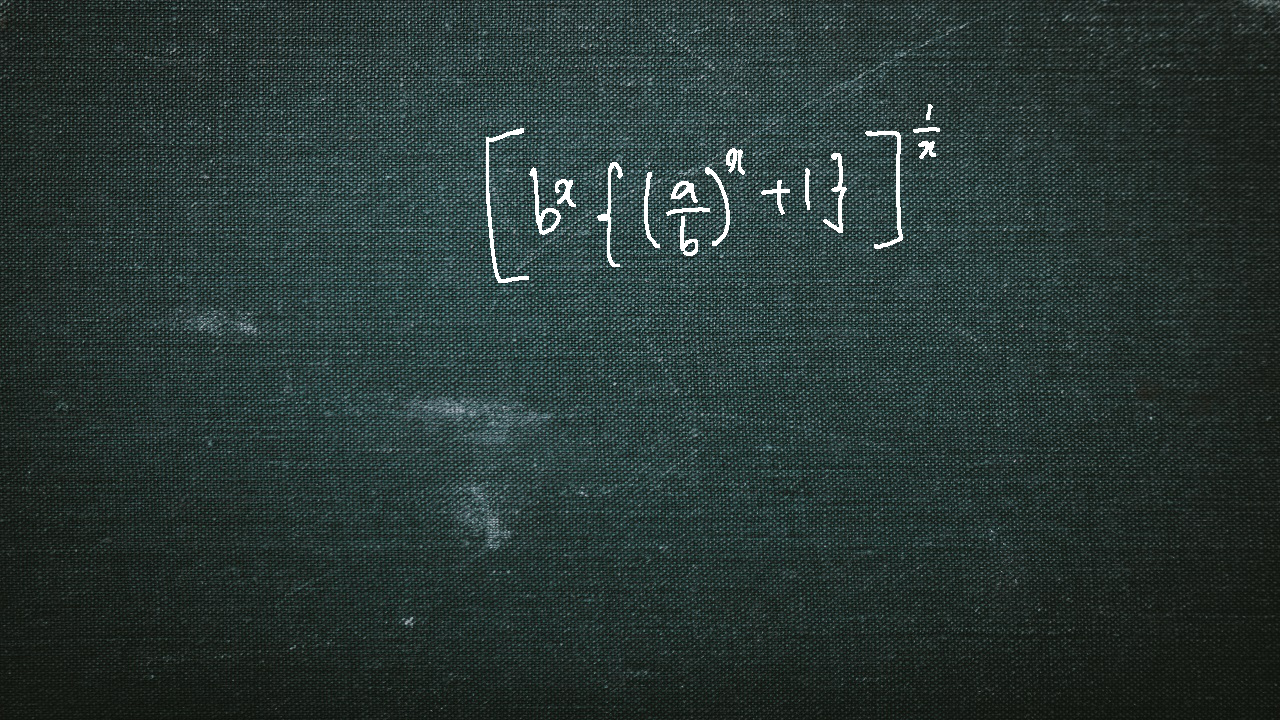 [b^x {(a/b)^x + 1}]^(1/x)